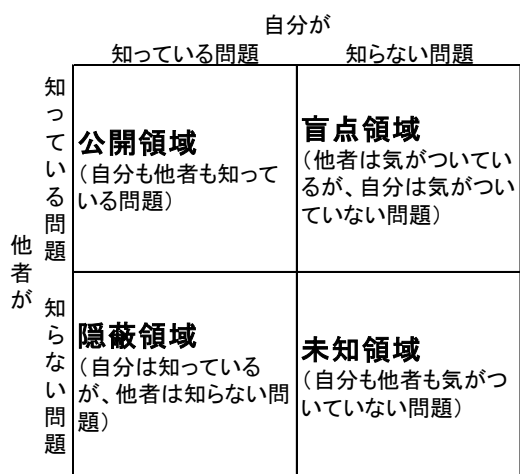 自分が
知っている問題
知らない問題
他者が
知っている問題
知らない問題
公開領域
（自分も他者も知って
いる問題）
盲点領域
（他者は気がついてい
るが、自分は気がつい
ていない問題）
隠蔽領域
（自分は知っている
が、他者は知らない問
題）
未知領域
（自分も他者も気がつ
いていない問題）